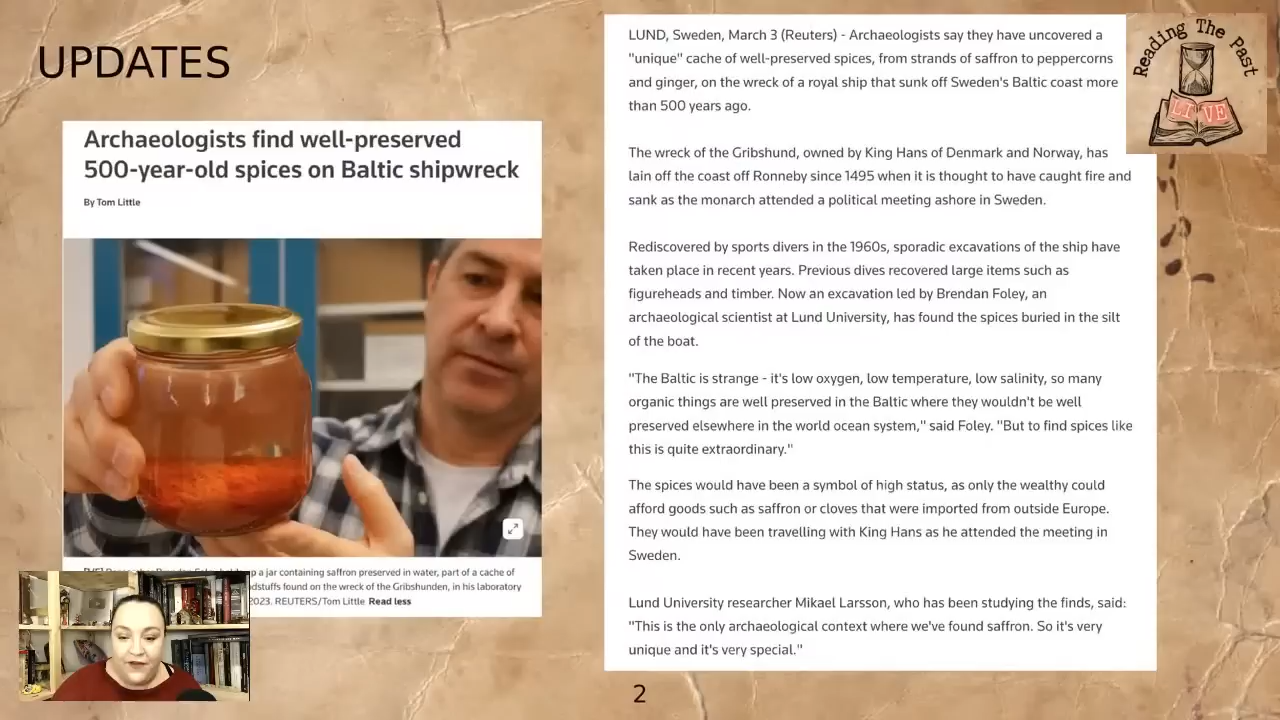 UPDATES
Archaeologists find well-preserved
500-year-old spices on Baltic shipwreck
By Tom Little
p a jar containing saffron preserved in water, part of a cache of
dstuffs found on the wreck of the Gribshunden, in his laboratory
2023. REUTERS/Tom Little Read less
LUND, Sweden, March 3 (Reuters) - Archaeologists say they have uncovered a
"unique" cache of well-preserved spices, from strands of saffron to peppercorns
and ginger, on the wreck of a royal ship that sunk off Sweden's Baltic coast more
than 500 years ago.
The wreck of the Gribshund, owned by King Hans of Denmark and Norway, has
lain off the coast off Ronneby since 1495 when it is thought to have caught fire and
sank as the monarch attended a political meeting ashore in Sweden.
Rediscovered by sports divers in the 1960s, sporadic excavations of the ship have
taken place in recent years. Previous dives recovered large items such as
figureheads and timber. Now an excavation led by Brendan Foley, an
archaeological scientist at Lund University, has found the spices buried in the silt
of the boat.
"The Baltic is strange - it's low oxygen, low temperature, low salinity, so many
organic things are well preserved in the Baltic where they wouldn't be well
preserved elsewhere in the world ocean system," said Foley. "But to find spices like
this is quite extraordinary."
The spices would have been a symbol of high status, as only the wealthy could
afford goods such as saffron or cloves that were imported from outside Europe.
They would have been travelling with King Hans as he attended the meeting in
Sweden.
Lund University researcher Mikael Larsson, who has been studying the finds, said:
"This is the only archaeological context where we've found saffron. So it's very
unique and it's very special."
Reading The Past
LIVE
2